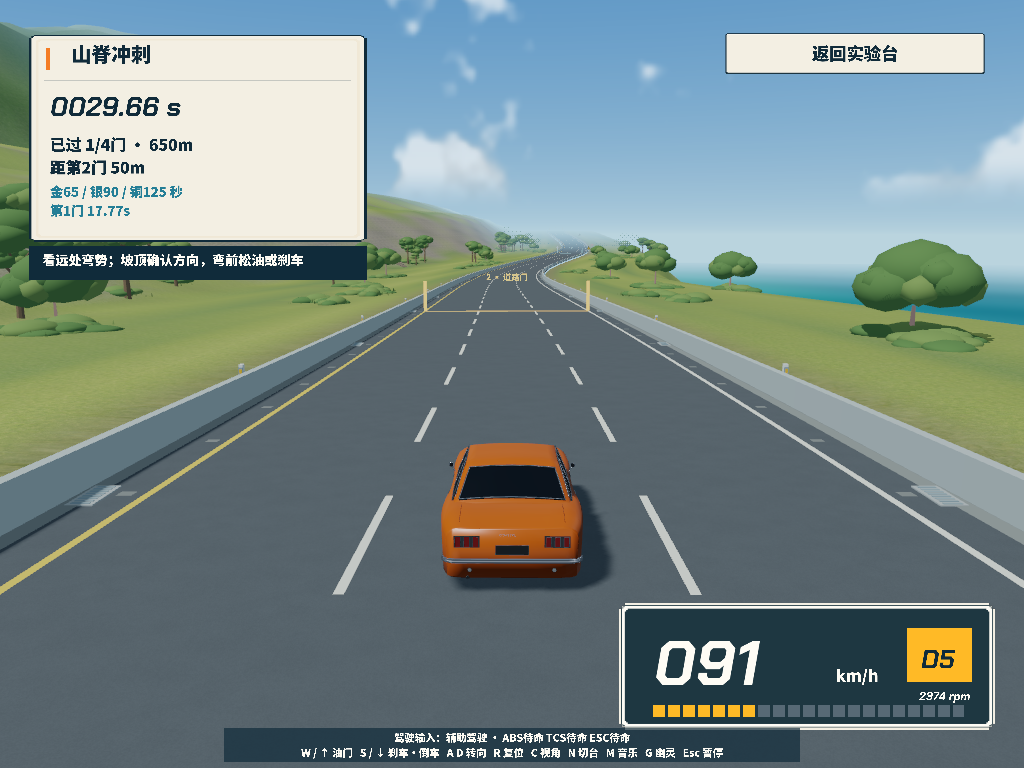 山脊冲刺
返回实验台
0029.66 s
已过 1/4门 · 650m
距第2门 50m
金65 / 银90 / 铜125 秒
第1门 17.77s
看远处弯势；坡顶确认方向，弯前松油或刹车
2 · 道路门
091 km/h D5
2974 rpm
驾驶输入：辅助驾驶 · ABS待命 TCS待命 ESC待命
W / ↑ 油门 S / ↓ 刹车·倒车 A D 转向 R 复位 C 视角 N 切台 M 音乐 G 幽灵 Esc 暂停